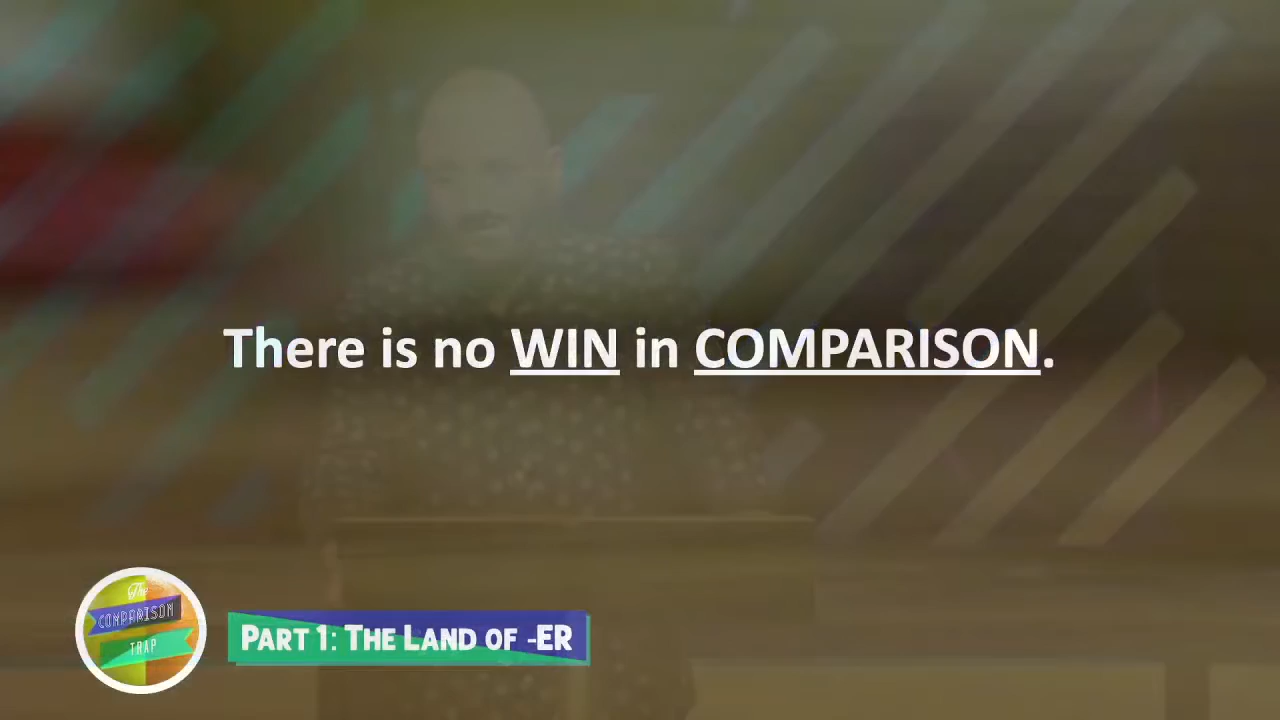 There is no WIN in COMPARISON.
The
COMPARISON
TRAP
PART 1: THE LAND OF -ER